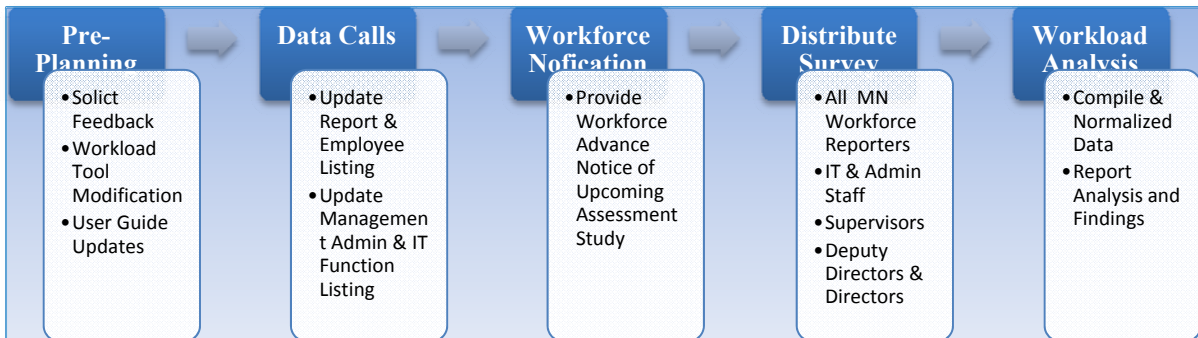 Pre-
Planning
•Solict
Feedback
•Workload
Tool
Modification
•User Guide
Updates
Data Calls
•Update
Report &
Employee
Listing
•Update
Managemen
t Admin & IT
Function
Listing
Workforce
Nofication
•Provide
Workforce
Advance
Notice of
Upcoming
Assessment
Study
Distribute
Survey
•All MN
Workforce
Reporters
•IT & Admin
Staff
•Supervisors
•Deputy
Directors &
Directors
Workload
Analysis
•Compile &
Normalized
Data
•Report
Analysis and
Findings